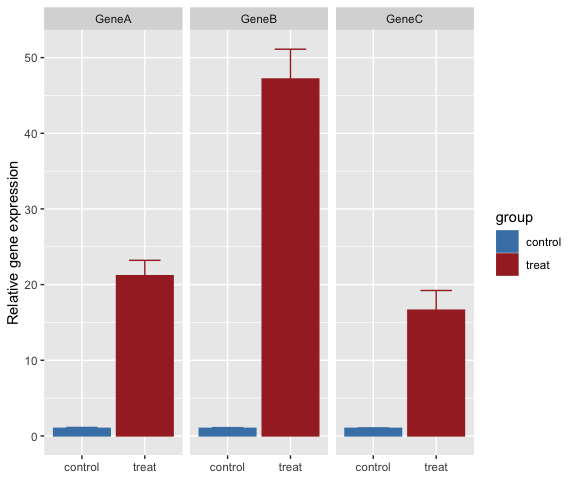 GeneA GeneB GeneC
Relative gene expression
50
40
30
20
10
0
control treat control treat control treat
group
control
treat